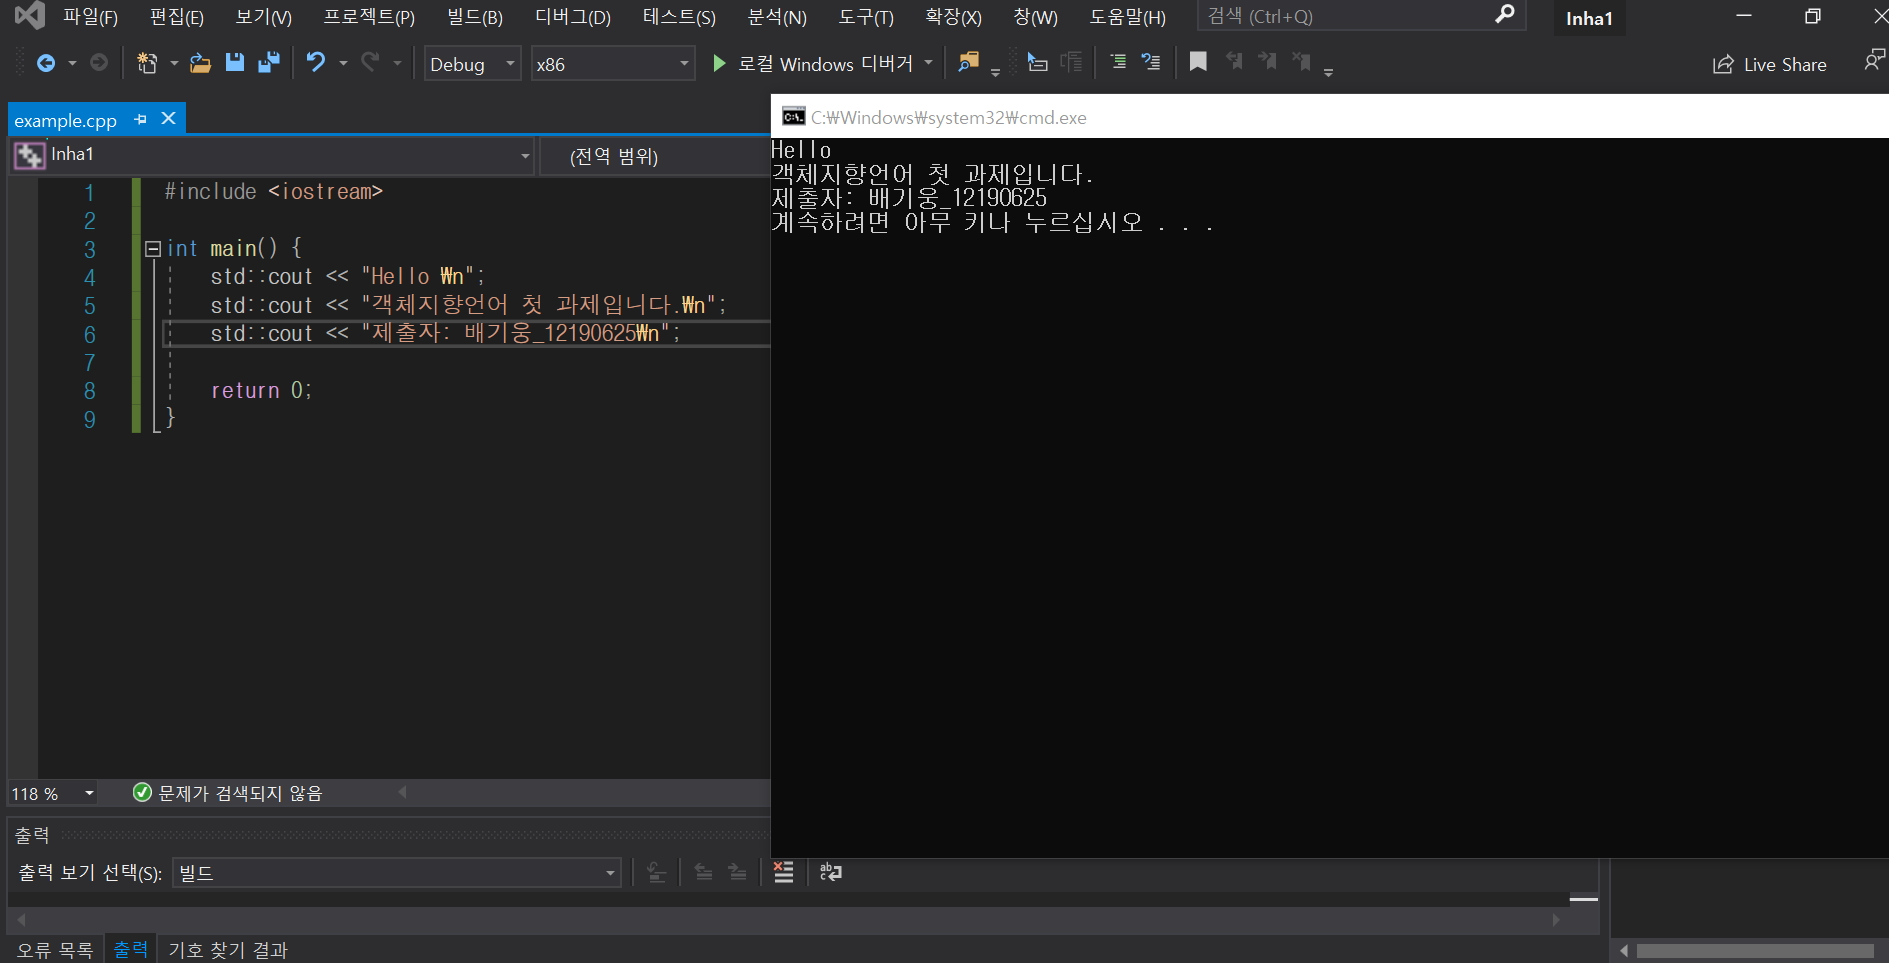 파일(F) 편집(E) 보기(V) 프로젝트(P) 빌드(B) 디버그(D) 테스트(S) 분석(N) 도구(T) 확장(X) 창(W) 도움말(H) 검색 (Ctrl+Q) Inha1
Debug x86 로컬 Windows 디버거 Live Share
example.cpp
Inha1 (전역 범위)
1 #include <iostream>
2
3 int main() {
4 std::cout << "Hello ₩n";
5 std::cout << "객체지향언어 첫 과제입니다.₩n";
6 std::cout << "제출자: 배기웅_12190625₩n";
7
8 return 0;
9 }
C:₩Windows₩system32₩cmd.exe
Hello
객체지향언어 첫 과제입니다.
제출자: 배기웅_12190625
계속하려면 아무 키나 누르십시오 . . .
118 % 문제가 검색되지 않음
출력
출력 보기 선택(S): 빌드
오류 목록 출력 기호 찾기 결과